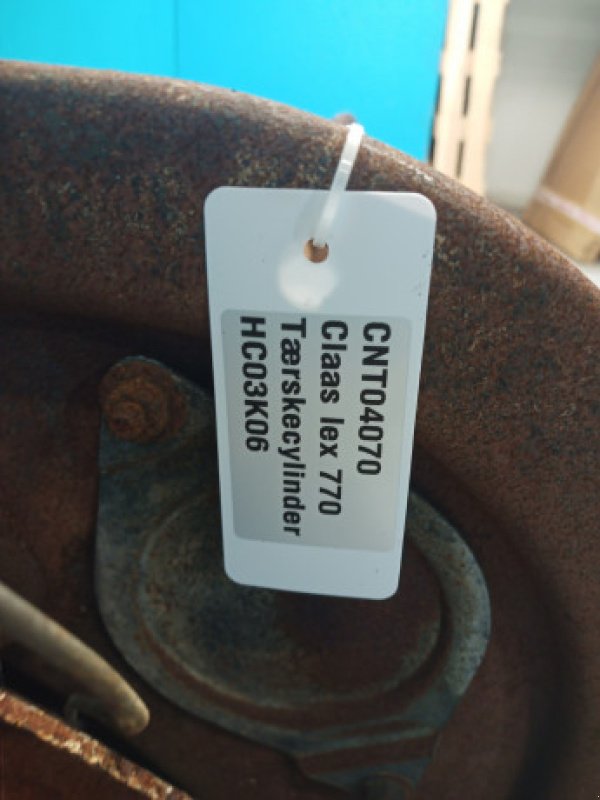 CNT04070
Claas lex 770
Tærskecylinder
HC03K06